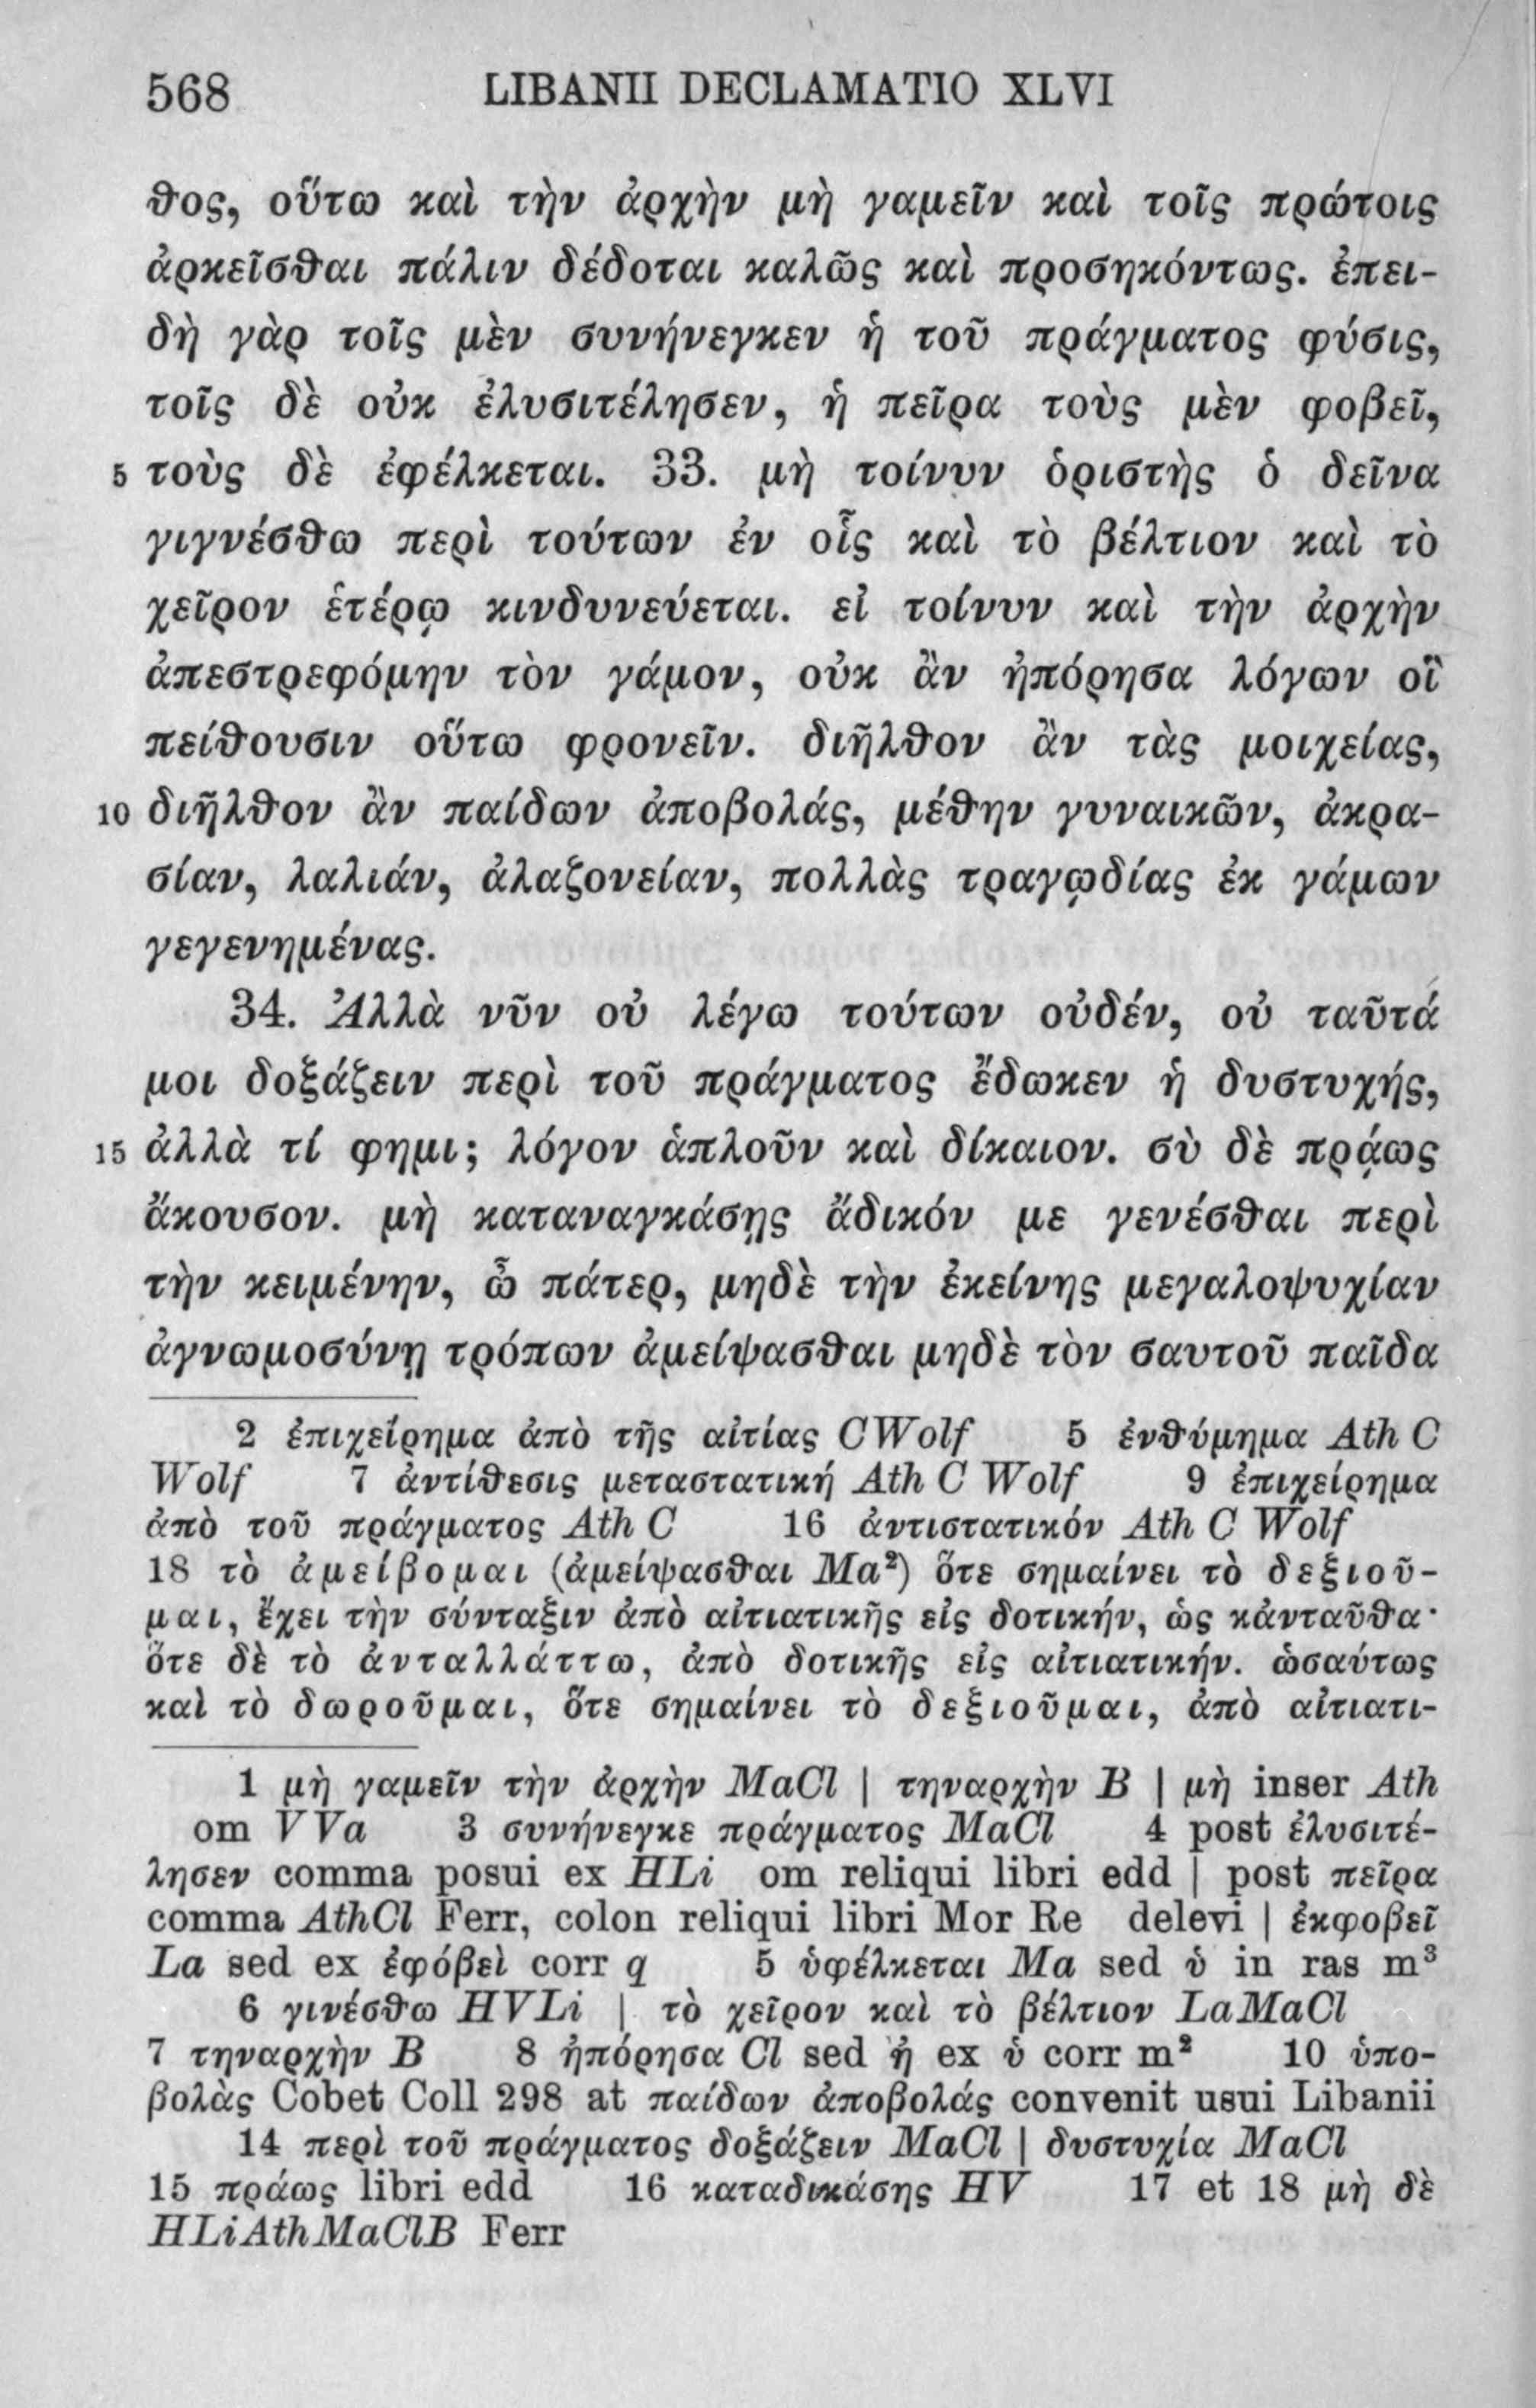 568 LIBANII DECLAMATIO XLVI
ϑος, οὕτω καὶ τὴν ἀρχὴν μὴ γαμεῖν καὶ τοῖς πρώτοις
ἀρκεῖσϑαι πάλιν δέδοται καλῶς καὶ προσηκόντως. ἐπει-
δὴ γὰρ τοῖς μὲν συνήνεγκεν ἡ τοῦ πράγματος φύσις,
τοῖς δὲ οὐκ ἐλυσιτέλησεν, ἡ πεῖρα τοὺς μὲν φοβεῖ,
5 τοὺς δὲ ἐφέλκεται. 33. μὴ τοίνυν ὁριστὴς ὁ δεῖνα
γιγνέσϑω περὶ τούτων ἐν οἷς καὶ τὸ βέλτιον καὶ τὸ
χεῖρον ἑτέρῳ κινδυνεύεται. εἰ τοίνυν καὶ τὴν ἀρχὴν
ἀπεστρεφόμην τὸν γάμον, οὐκ ἂν ἠπόρησα λόγων οἳ
πείϑουσιν οὕτω φρονεῖν. διῆλϑον ἂν τὰς μοιχείας,
10 διῆλϑον ἂν παίδων ἀποβολάς, μέϑην γυναικῶν, ἀκρα-
σίαν, λαλιάν, ἀλαζονείαν, πολλὰς τραγῳδίας ἐκ γάμων
γεγενημένας.
34. Ἀλλὰ νῦν οὐ λέγω τούτων οὐδέν, οὐ ταῦτά
μοι δοξάζειν περὶ τοῦ πράγματος ἔδωκεν ἡ δυστυχής,
15 ἀλλὰ τί φημι; λόγον ἁπλοῦν καὶ δίκαιον. σὺ δὲ πρᾴως
ἄκουσον. μὴ καταναγκάσῃς ἄδικόν με γενέσϑαι περὶ
τὴν κειμένην, ὦ πάτερ, μηδὲ τὴν ἐκείνης μεγαλοψυχίαν
ἀγνωμοσύνῃ τρόπων ἀμείψασϑαι μηδὲ τὸν σαυτοῦ παῖδα
2 ἐπιχείρημα ἀπὸ τῆς αἰτίας C Wolf 5 ἐνϑύμημα Ath C
Wolf 7 ἀντίϑεσις μεταστατική Ath C Wolf 9 ἐπιχείρημα
ἀπὸ τοῦ πράγματος Ath C 16 ἀντιστατικόν Ath C Wolf
18 τὸ ἀμείβομαι (ἀμείψασϑαι Ma²) ὅτε σημαίνει τὸ δεξιοῦ-
μαι, ἔχει τὴν σύνταξιν ἀπὸ αἰτιατικῆς εἰς δοτικήν, ὡς κἀνταῦϑα·
ὅτε δὲ τὸ ἀνταλλάττω, ἀπὸ δοτικῆς εἰς αἰτιατικήν. ὡσαύτως
καὶ τὸ δωροῦμαι, ὅτε σημαίνει τὸ δεξιοῦμαι, ἀπὸ αἰτιατι-
1 μὴ γαμεῖν τὴν ἀρχὴν MaCl | τηναρχὴν B | μὴ inser Ath
om V Va 3 συνήνεγκε πράγματος MaCl 4 post ἐλυσιτέ-
λησεν comma posui ex HLi om reliqui libri edd | post πεῖρα
comma AthCl Ferr, colon reliqui libri Mor Re delevi | ἐκφοβεῖ
La sed ex ἐφόβεὶ corr q 5 ὑφέλκεται Ma sed ὑ in ras m³
6 γινέσϑω HVLi | τὸ χεῖρον καὶ τὸ βέλτιον LaMaCl
7 τηναρχὴν B 8 ἠπόρησα Cl sed ἠ ex ὑ corr m² 10 ὑπο-
βολὰς Cobet Coll 298 at παίδων ἀποβολάς convenit usui Libanii
14 περὶ τοῦ πράγματος δοξάζειν MaCl | δυστυχία MaCl
15 πράως libri edd 16 καταδικάσης HV 17 et 18 μὴ δὲ
HLiAthMaClB Ferr